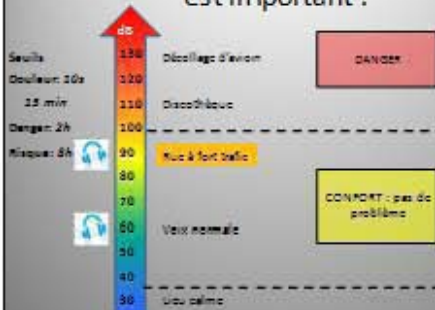 est important :
dB
Seuils
130
Décollage d'avion
DANGER
Douleur: 10s
120
15 min
110
Discothèque
Danger: 2h
100
Risque: 8h
90
Rue à fort trafic
80
CONFORT : pas de
problème
70
60
Voix normale
50
40
30
Lieu calme